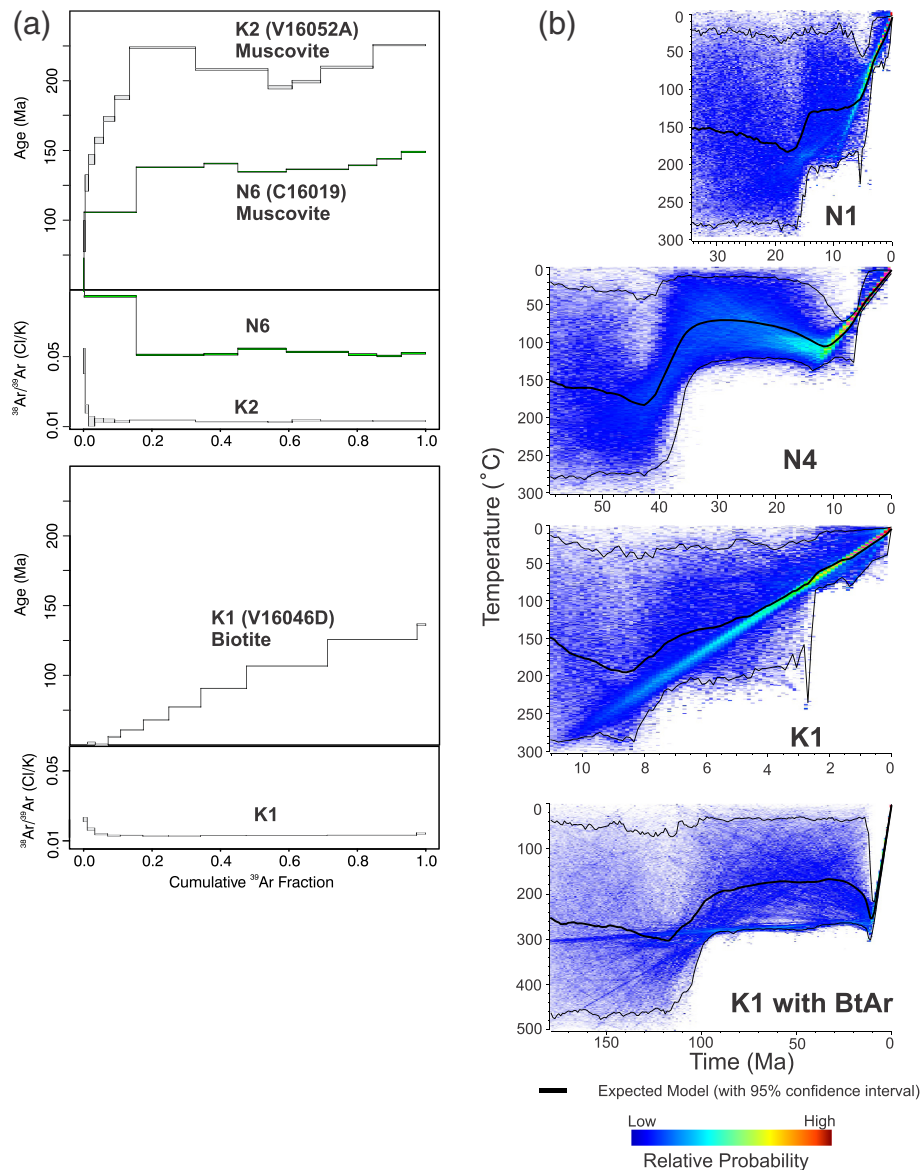 (a)
K2 (V16052A)
Muscovite
200
150
100
Age (Ma)
N6 (C16019)
Muscovite
N6
K2
0.05
0.01
³⁸Ar/³⁹Ar (Cl/K)
0.0 0.2 0.4 0.6 0.8 1.0
200
150
100
Age (Ma)
K1 (V16046D)
Biotite
K1
0.05
0.01
³⁸Ar/³⁹Ar (Cl/K)
0.0 0.2 0.4 0.6 0.8 1.0
Cumulative ³⁹Ar Fraction
(b)
0
50
100
150
200
250
300
N1
30 20 10 0
0
50
100
150
200
250
300
N4
50 40 30 20 10 0
Temperature (°C)
0
50
100
150
200
250
300
K1
10 8 6 4 2 0
0
100
200
300
400
500
K1 with BtAr
150 100 50 0
Time (Ma)
Expected Model (with 95% confidence interval)
Low High
Relative Probability